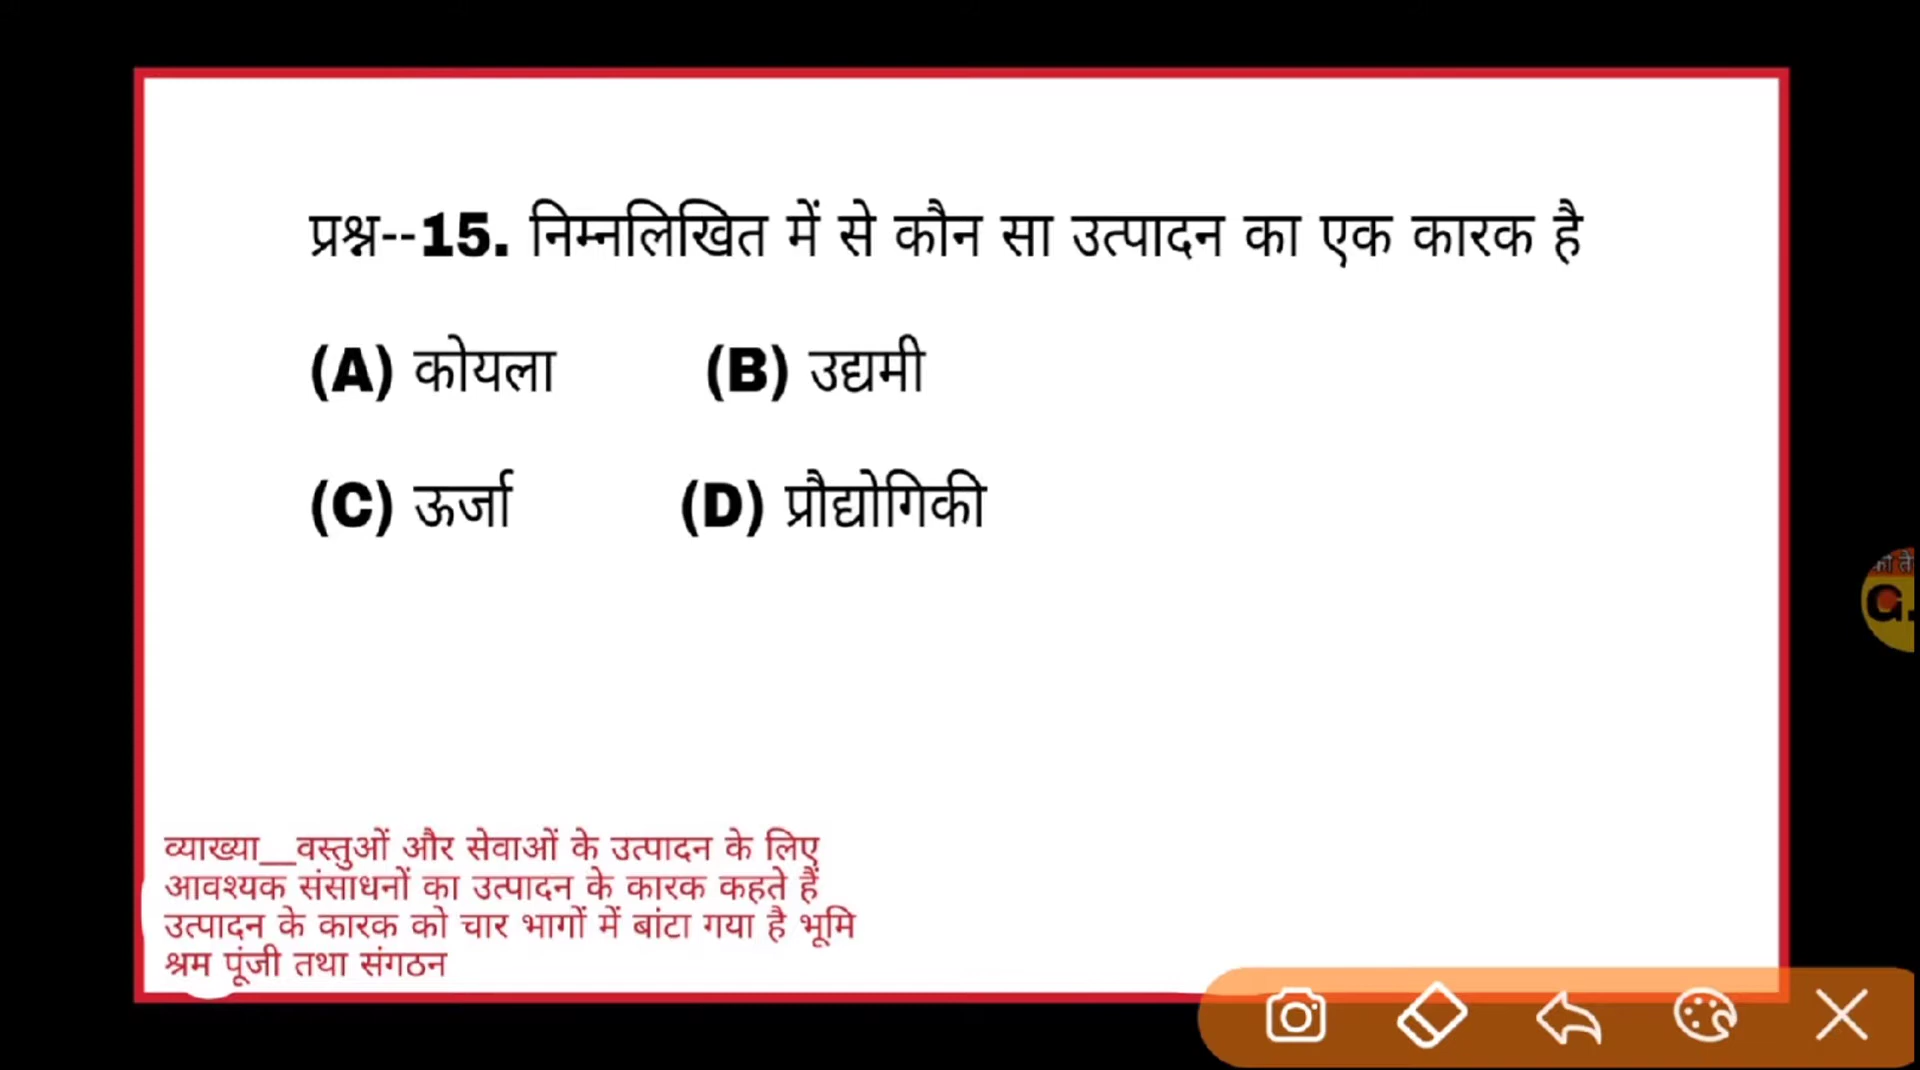 प्रश्न--15. निम्नलिखित में से कौन सा उत्पादन का एक कारक है
(A) कोयला (B) उद्यमी
(C) ऊर्जा (D) प्रौद्योगिकी
व्याख्या__वस्तुओं और सेवाओं के उत्पादन के लिए
आवश्यक संसाधनों का उत्पादन के कारक कहते हैं
उत्पादन के कारक को चार भागों में बांटा गया है भूमि
श्रम पूंजी तथा संगठन